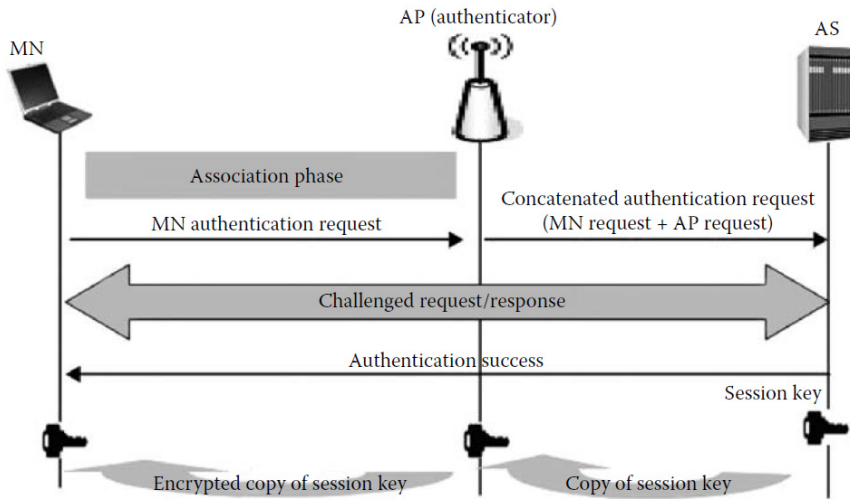 AP (authenticator)
MN
AS
Association phase
MN authentication request
Concatenated authentication request
(MN request + AP request)
Challenged request/response
Authentication success
Session key
Encrypted copy of session key
Copy of session key